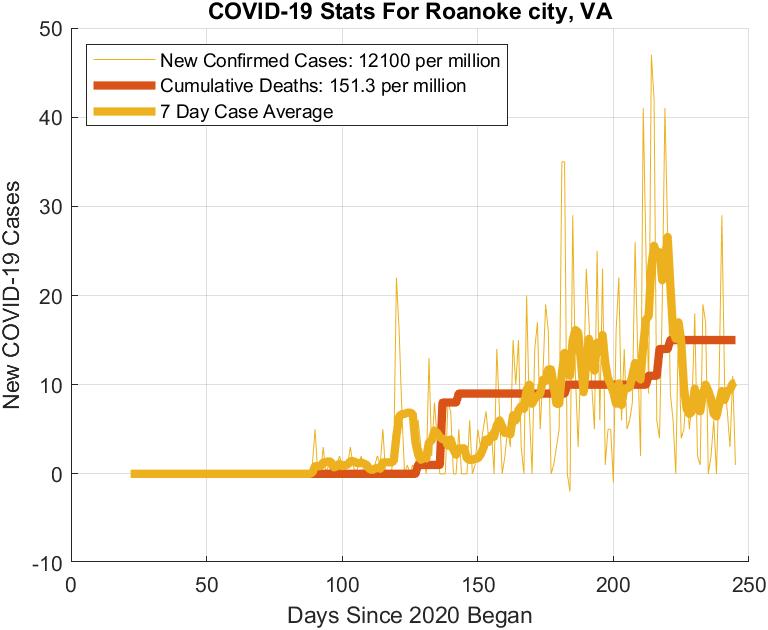 COVID-19 Stats For Roanoke city, VA
New Confirmed Cases: 12100 per million
Cumulative Deaths: 151.3 per million
7 Day Case Average
New COVID-19 Cases
50
40
30
20
10
0
-10
0 50 100 150 200 250
Days Since 2020 Began